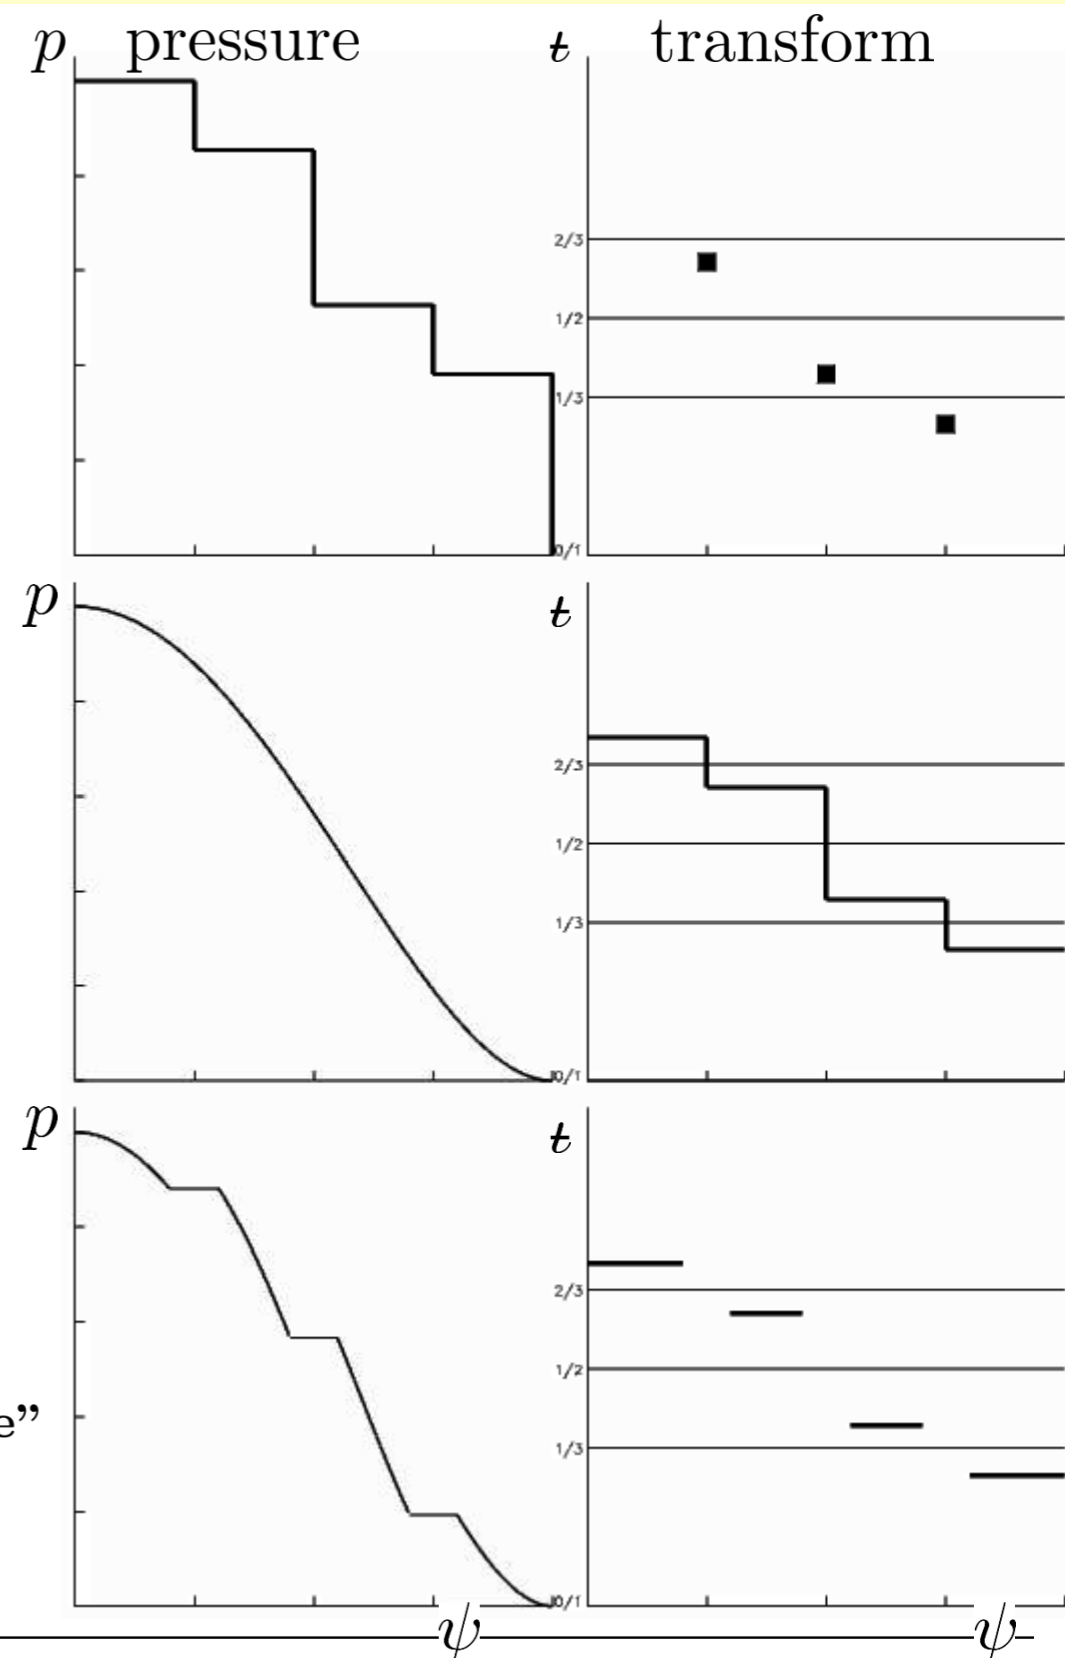 p pressure t transform
2/3
1/2
1/3
0/1
p t
2/3
1/2
1/3
0/1
p t
2/3
1/2
e”
1/3
0/1
ψ ψ